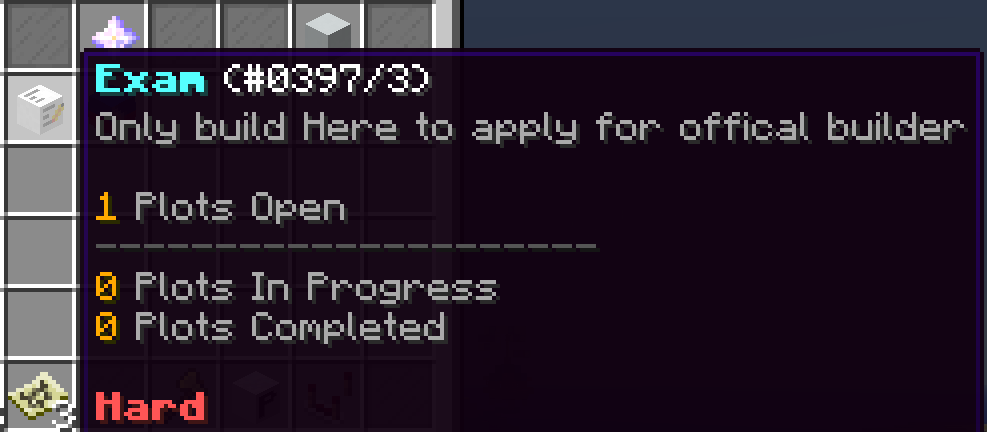 Exam (#0397/3)
Only build Here to apply for offical builder
1 Plots Open
---------------------
0 Plots In Progress
0 Plots Completed
Hard
3